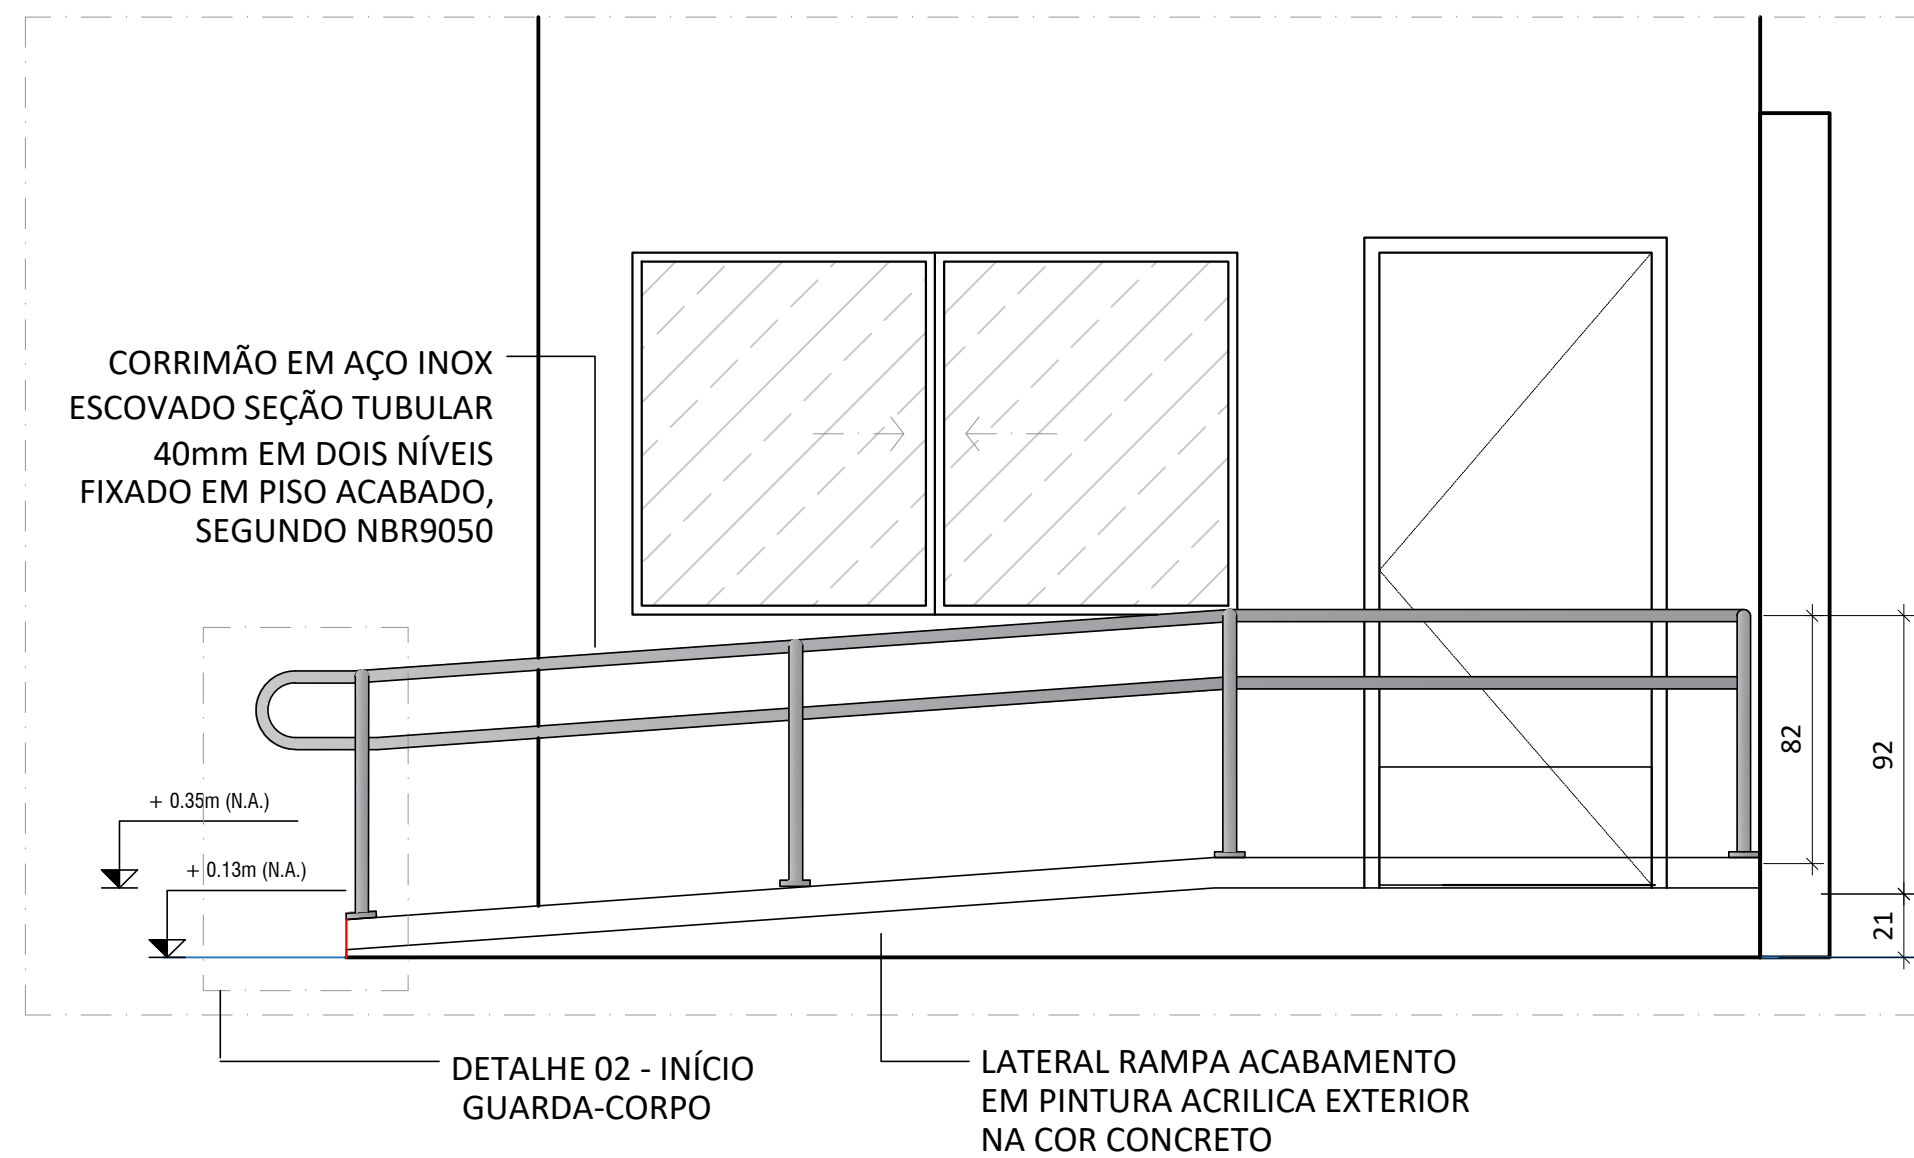 CORRIMÃO EM AÇO INOX
ESCOVADO SEÇÃO TUBULAR
40mm EM DOIS NÍVEIS
FIXADO EM PISO ACABADO,
SEGUNDO NBR9050
82
92
+ 0.35m (N.A.)
+ 0.13m (N.A.)
21
DETALHE 02 - INÍCIO
GUARDA-CORPO
LATERAL RAMPA ACABAMENTO
EM PINTURA ACRILICA EXTERIOR
NA COR CONCRETO